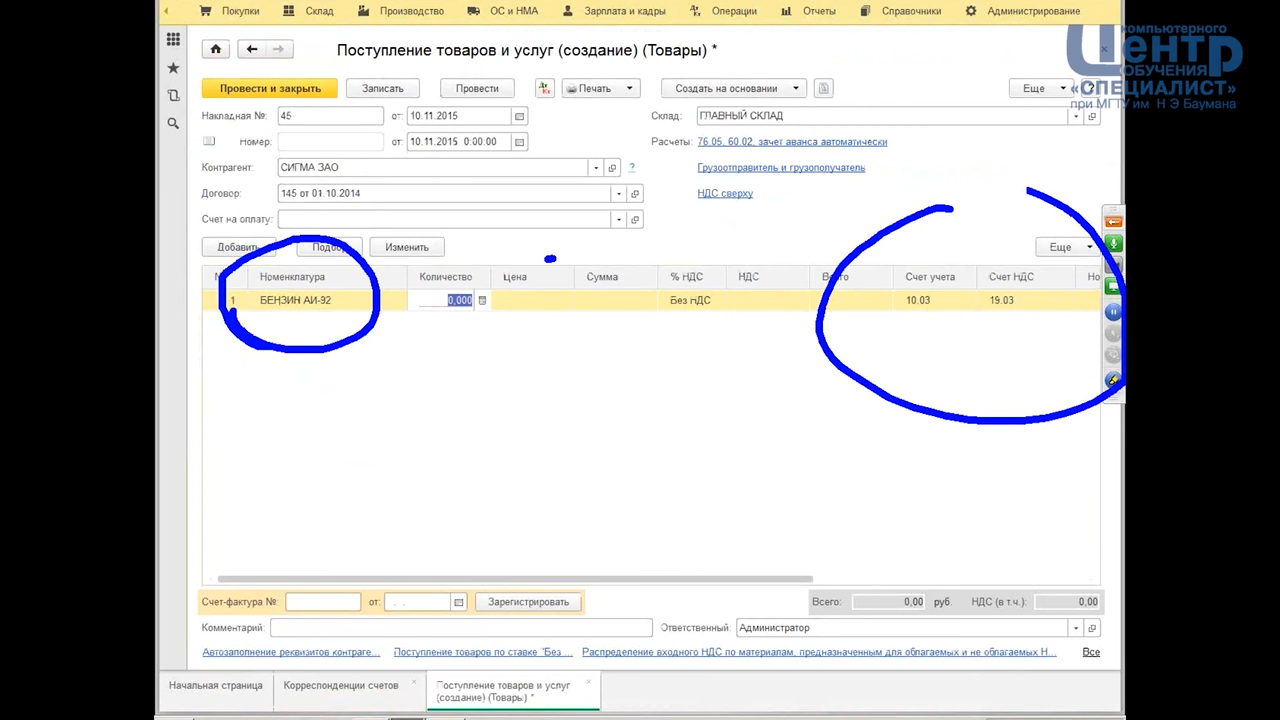 Покупки Склад Производство ОС и НМА Зарплата и кадры Операции Отчеты Справочники Администрирование
Поступление товаров и услуг (создание) (Товары) *
компьютерного
Центр
ОБУЧЕНИЯ
«СПЕЦИАЛИСТ»
при МГТУ им Н Э Баумана
Провести и закрыть Записать Провести Печать Создать на основании Еще
Накладная №: 45 от: 10.11.2015 Склад: ГЛАВНЫЙ СКЛАД
Номер: от: 10.11.2015 0:00:00 Расчеты: 76.05, 60.02, зачет аванса автоматически
Контрагент: СИГМА ЗАО ? Грузоотправитель и грузополучатель
Договор: 145 от 01.10.2014 НДС сверху
Счет на оплату:
Добавить Подбор Изменить Еще
N Номенклатура Количество Цена Сумма % НДС НДС Всего Счет учета Счет НДС Но
1 БЕНЗИН АИ-92 0,000 Без НДС 10.03 19.03
Счет-фактура №: от: . . Зарегистрировать Всего: 0,00 руб. НДС (в т.ч.): 0,00
Комментарий: Ответственный: Администратор
Автозаполнение реквизитов контраге... Поступление товаров по ставке "Без ... Распределение входного НДС по материалам, предназначенным для облагаемых и не облагаемых Н... Все
Начальная страница Корреспонденции счетов Поступление товаров и услуг
(создание) (Товары) *